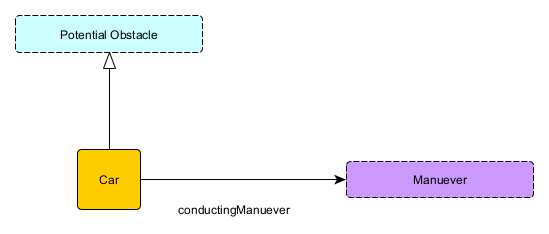 Potential Obstacle
Car
Manuever
conductingManuever